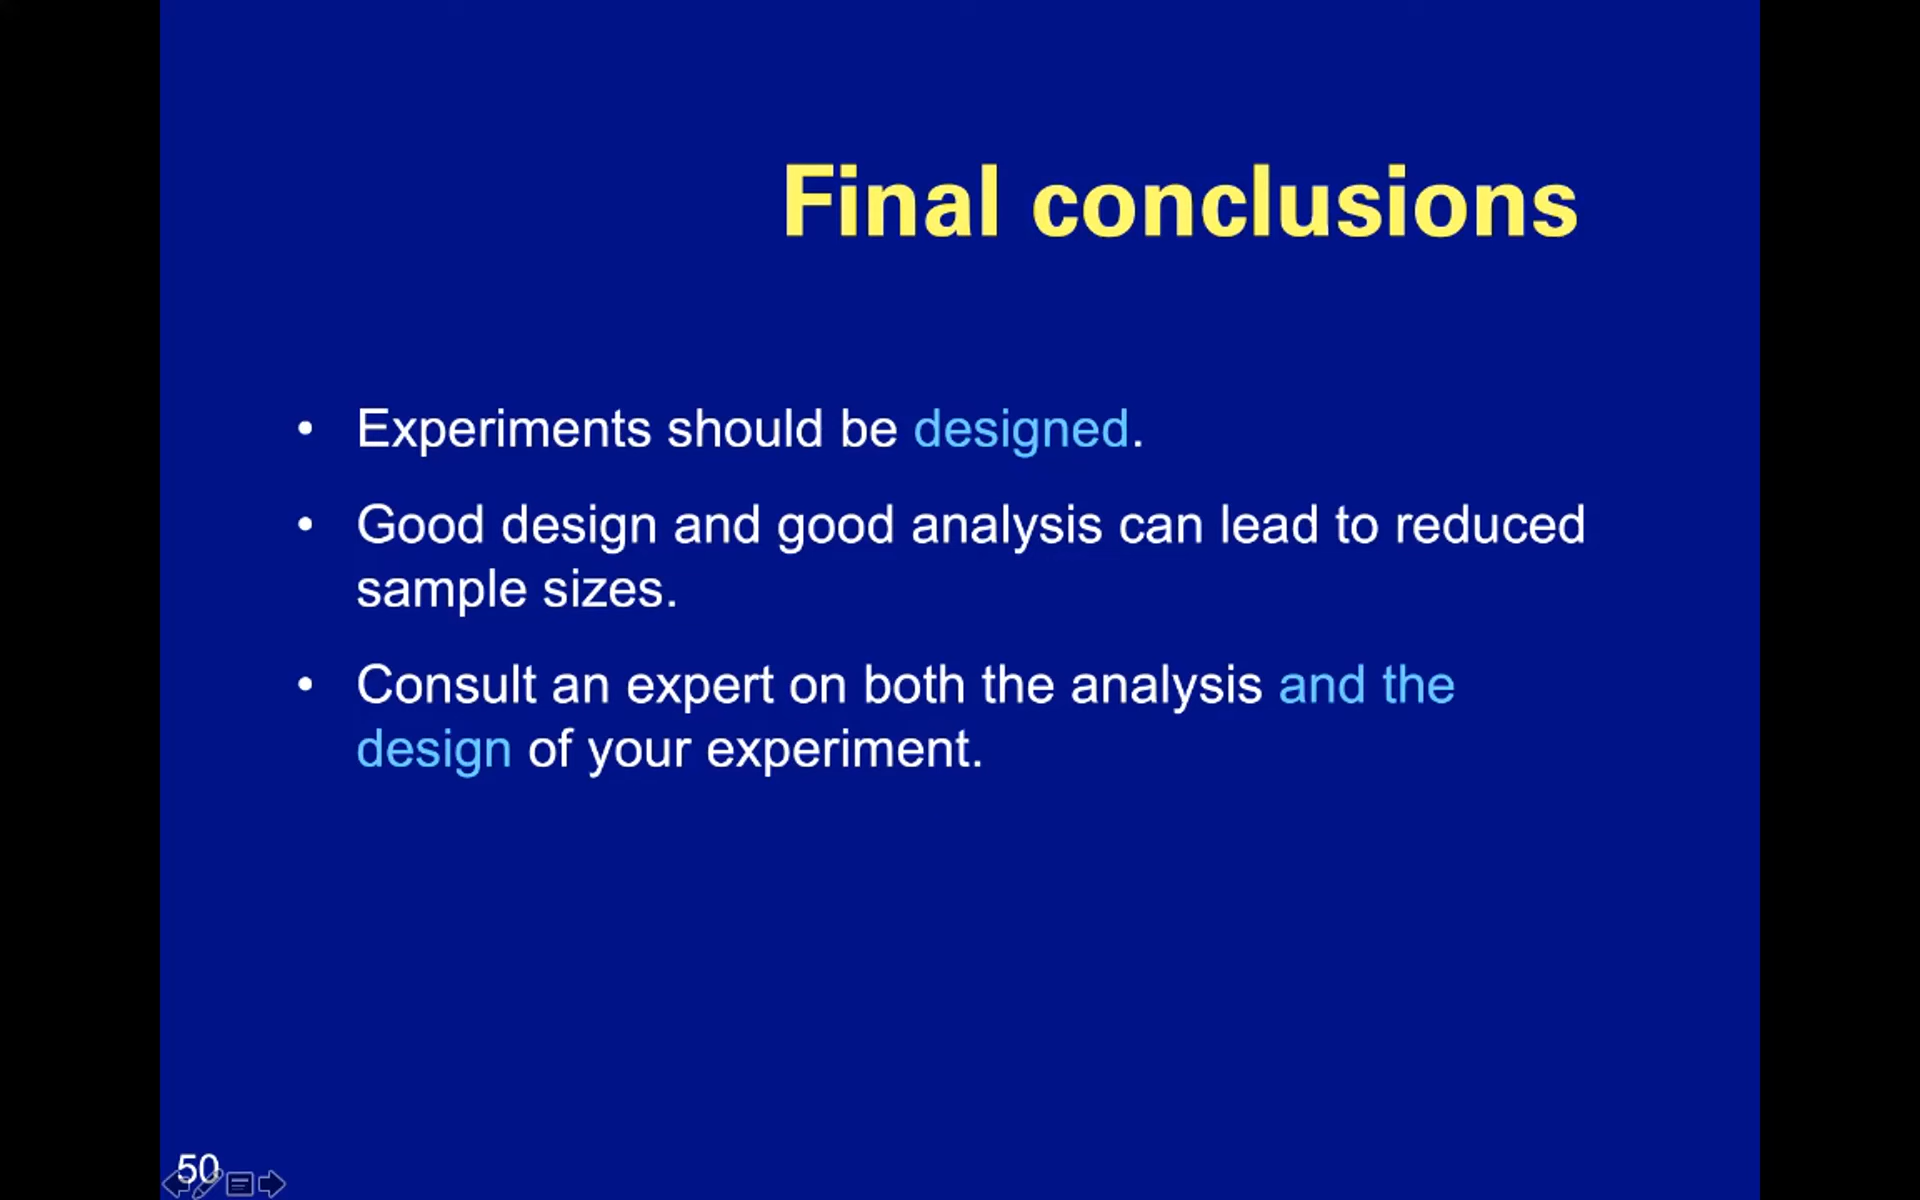 Final conclusions
• Experiments should be designed.
• Good design and good analysis can lead to reduced
sample sizes.
• Consult an expert on both the analysis and the
design of your experiment.
50